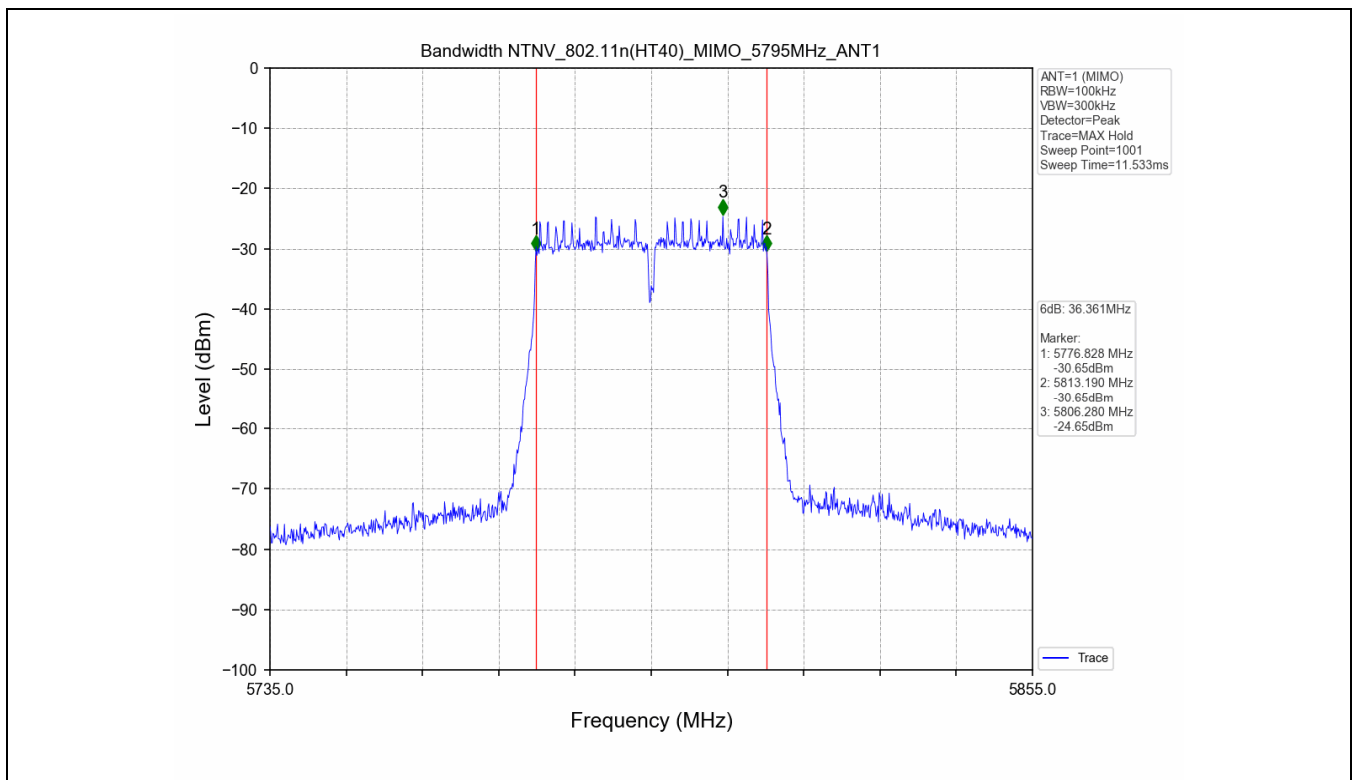 Bandwidth NTNV_802.11n(HT40)_MIMO_5795MHz_ANT1
0
−10
−20
−30
−40
−50
−60
−70
−80
−90
−100
Level (dBm)
1
3
2
5735.0
5855.0
Frequency (MHz)
ANT=1 (MIMO)
RBW=100kHz
VBW=300kHz
Detector=Peak
Trace=MAX Hold
Sweep Point=1001
Sweep Time=11.533ms
6dB: 36.361MHz
Marker:
1: 5776.828 MHz
-30.65dBm
2: 5813.190 MHz
-30.65dBm
3: 5806.280 MHz
-24.65dBm
Trace